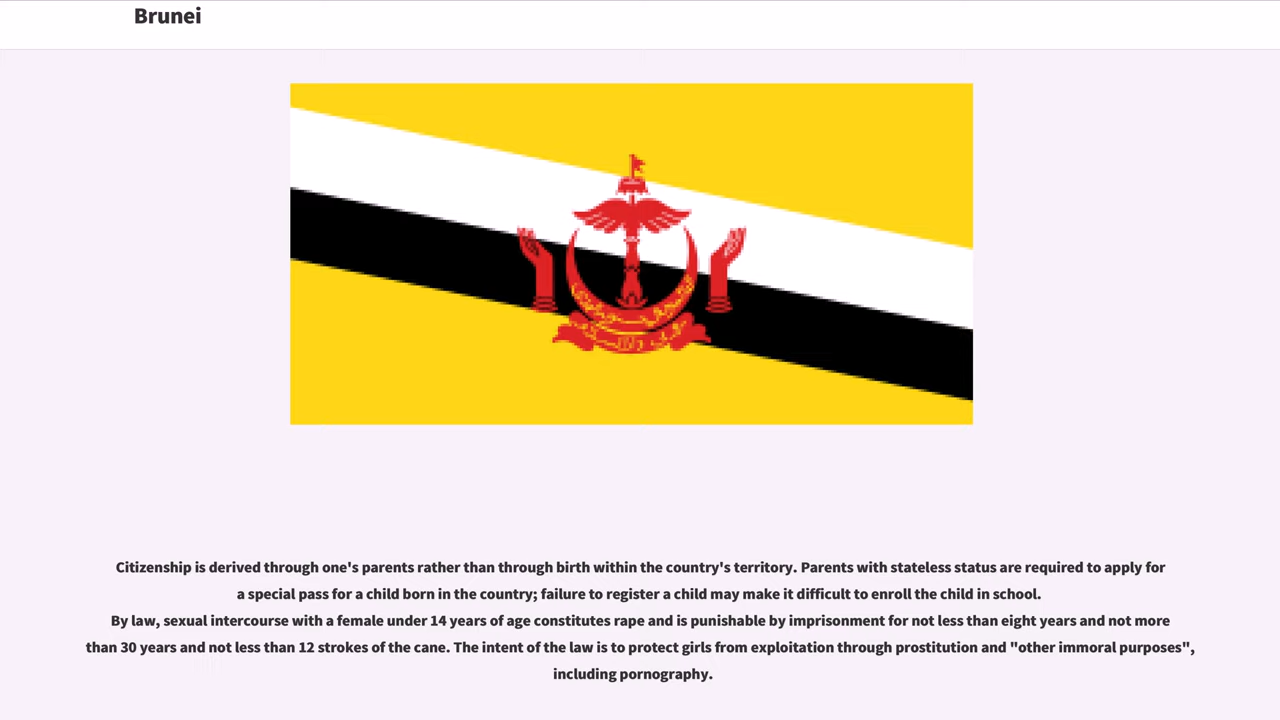 Brunei
Citizenship is derived through one's parents rather than through birth within the country's territory. Parents with stateless status are required to apply for
a special pass for a child born in the country; failure to register a child may make it difficult to enroll the child in school.
By law, sexual intercourse with a female under 14 years of age constitutes rape and is punishable by imprisonment for not less than eight years and not more
than 30 years and not less than 12 strokes of the cane. The intent of the law is to protect girls from exploitation through prostitution and "other immoral purposes",
including pornography.